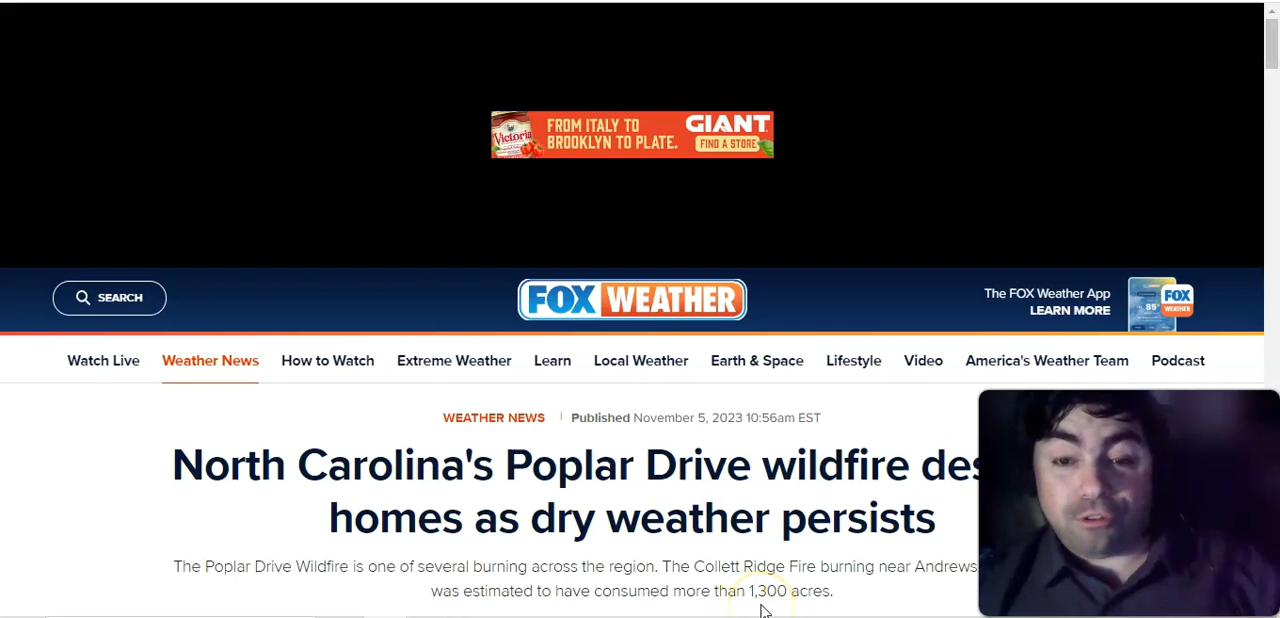 Victoria
FROM ITALY TO
BROOKLYN TO PLATE.
GIANT
FIND A STORE
SEARCH
FOX WEATHER
The FOX Weather App
LEARN MORE
85°
FOX
WEATHER
Watch Live Weather News How to Watch Extreme Weather Learn Local Weather Earth & Space Lifestyle Video America's Weather Team Podcast
WEATHER NEWS Published November 5, 2023 10:56am EST
North Carolina's Poplar Drive wildfire des
homes as dry weather persists
The Poplar Drive Wildfire is one of several burning across the region. The Collett Ridge Fire burning near Andrews
was estimated to have consumed more than 1,300 acres.